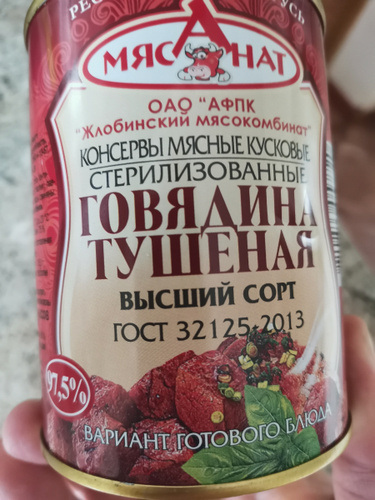 МЯСНАТ
ОАО "АФПК
"Жлобинский мясокомбинат"
КОНСЕРВЫ МЯСНЫЕ КУСКОВЫЕ
СТЕРИЛИЗОВАННЫЕ
ГОВЯДИНА
ТУШЕНАЯ
ВЫСШИЙ СОРТ
ГОСТ 32125-2013
97,5%
ВАРИАНТ ГОТОВОГО БЛЮДА